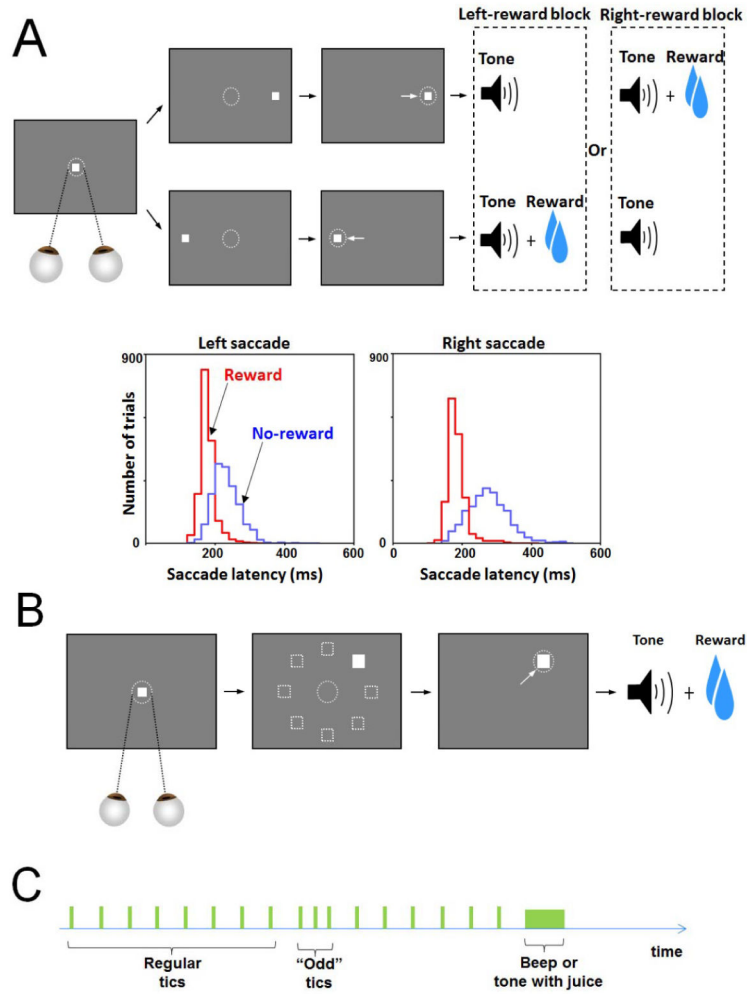 A
Left-reward block
Right-reward block
Tone
Tone
Reward
+
Or
Tone
Reward
+
Tone
Left saccade
Right saccade
900
900
Number of trials
Reward
No-reward
0
0
200
400
600
0
200
400
600
Saccade latency (ms)
Saccade latency (ms)
B
Tone
Reward
+
C
time
Regular
tics
“Odd”
tics
Beep or
tone with juice